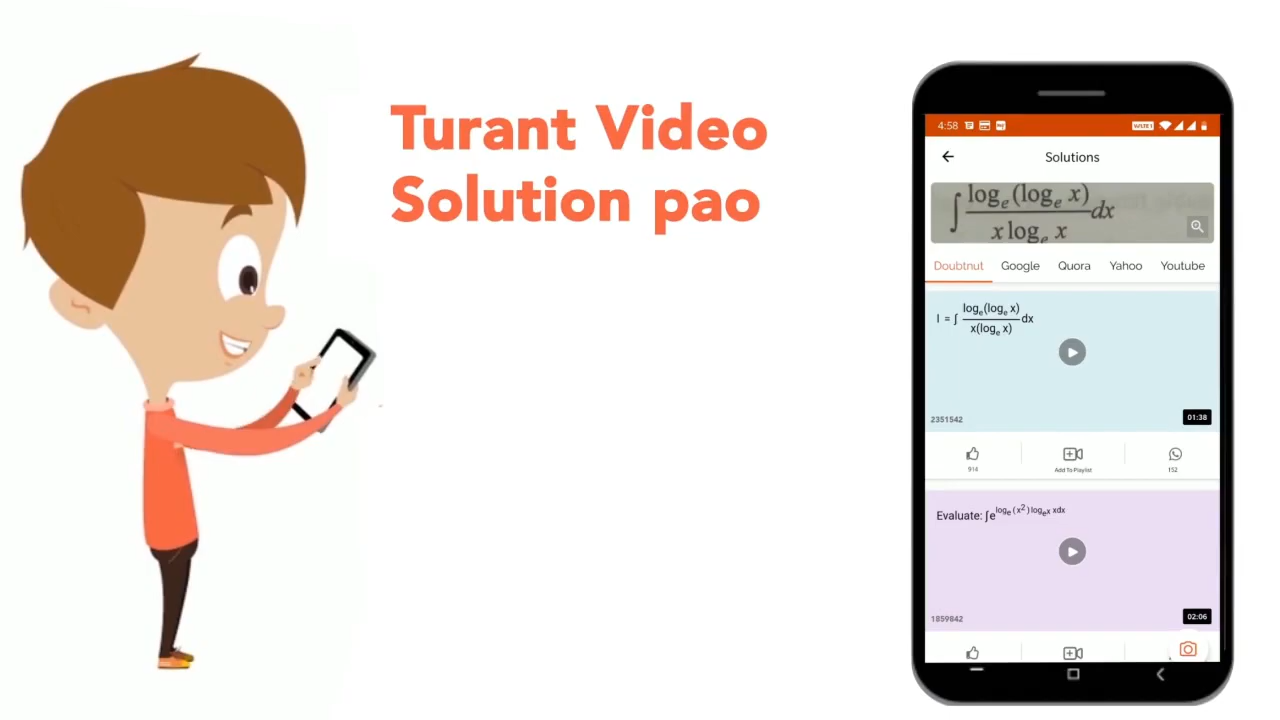 Turant Video
Solution pao
4:58
Solutions
∫ logₑ(logₑ x) / x logₑ x dx
Doubtnut Google Quora Yahoo Youtube
I = ∫ logₑ(logₑ x) / x(logₑ x) dx
2351542 01:38
914 Add To Playlist 152
Evaluate: ∫e^logₑ(x²)logₑx xdx
1859842 02:06